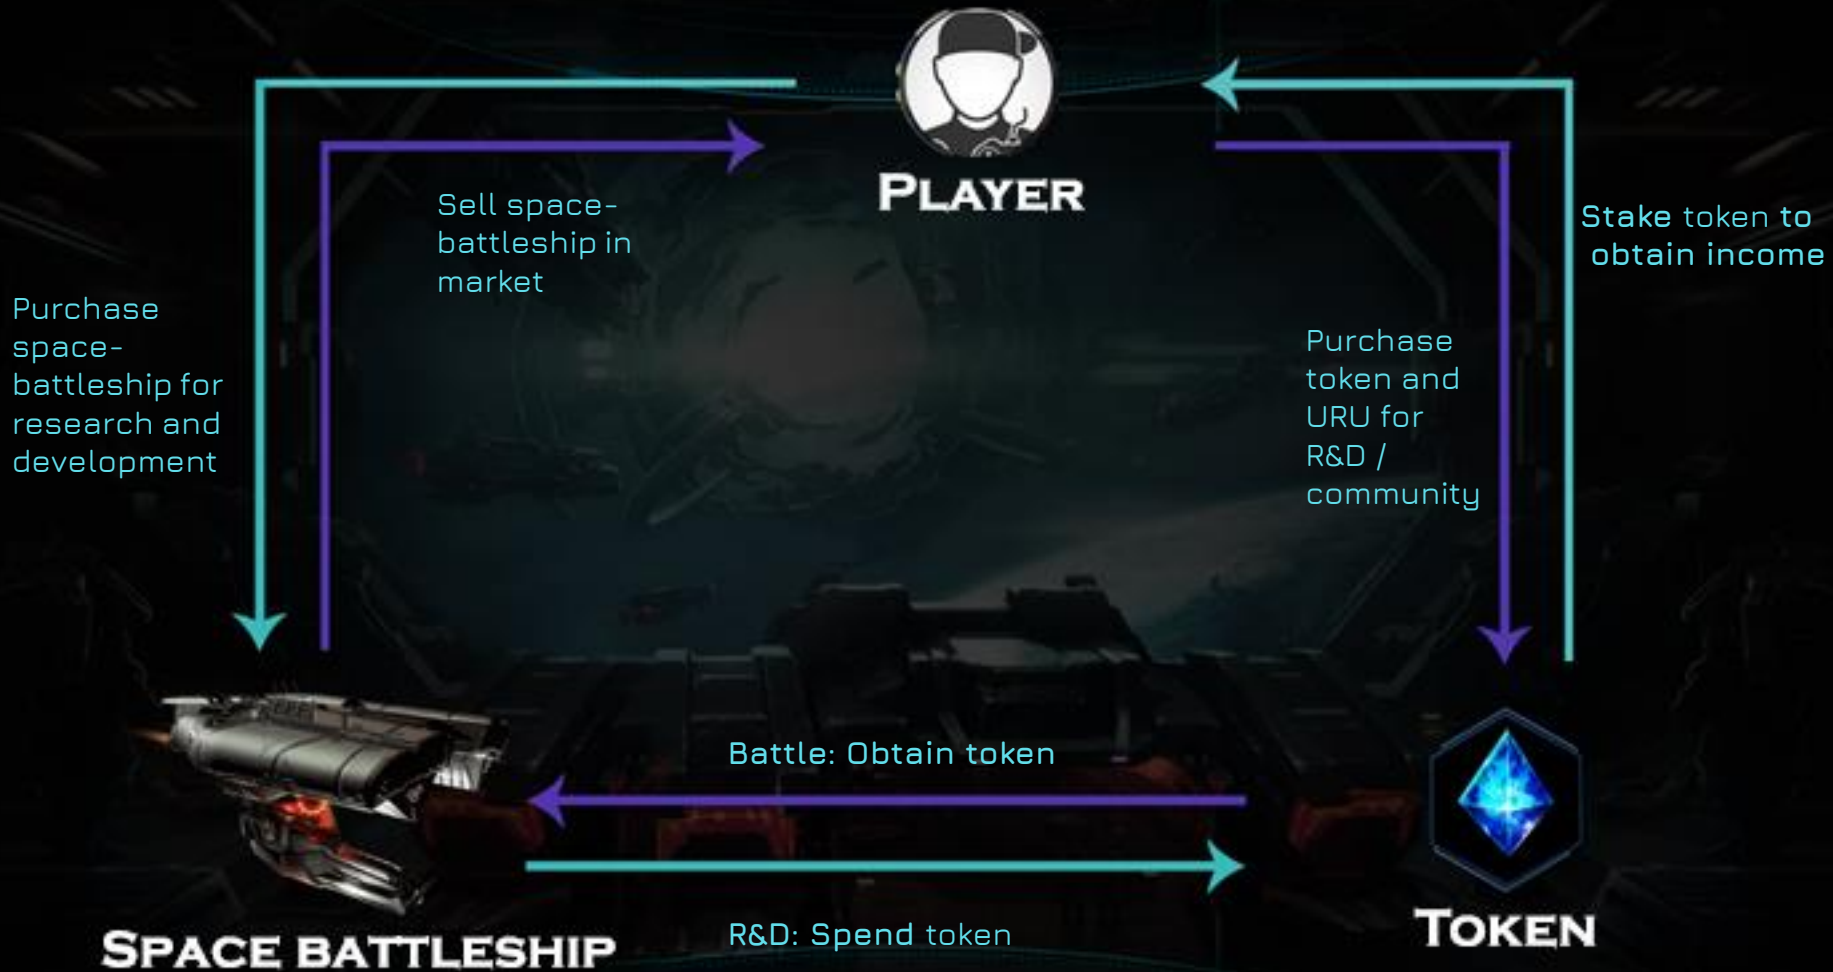 PLAYER
Sell space-
battleship in
market
Stake token to
obtain income
Purchase
space-
battleship for
research and
development
Purchase
token and
URU for
R&D /
community
Battle: Obtain token
R&D: Spend token
SPACE BATTLESHIP
TOKEN